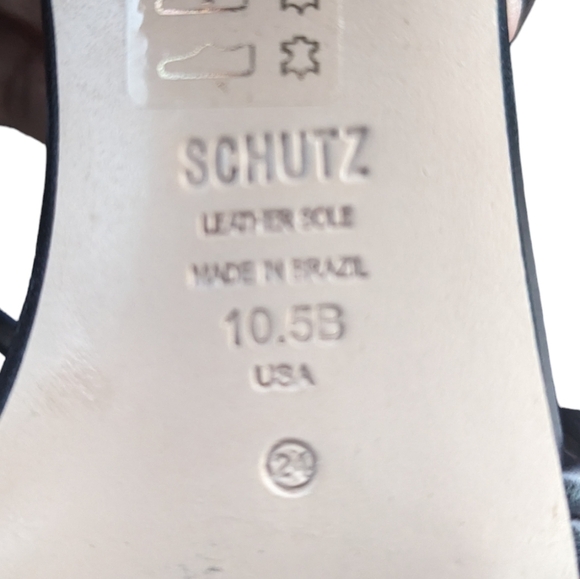 SCHUTZ
LEATHER SOLE
MADE IN BRAZIL
10.5B
USA
24